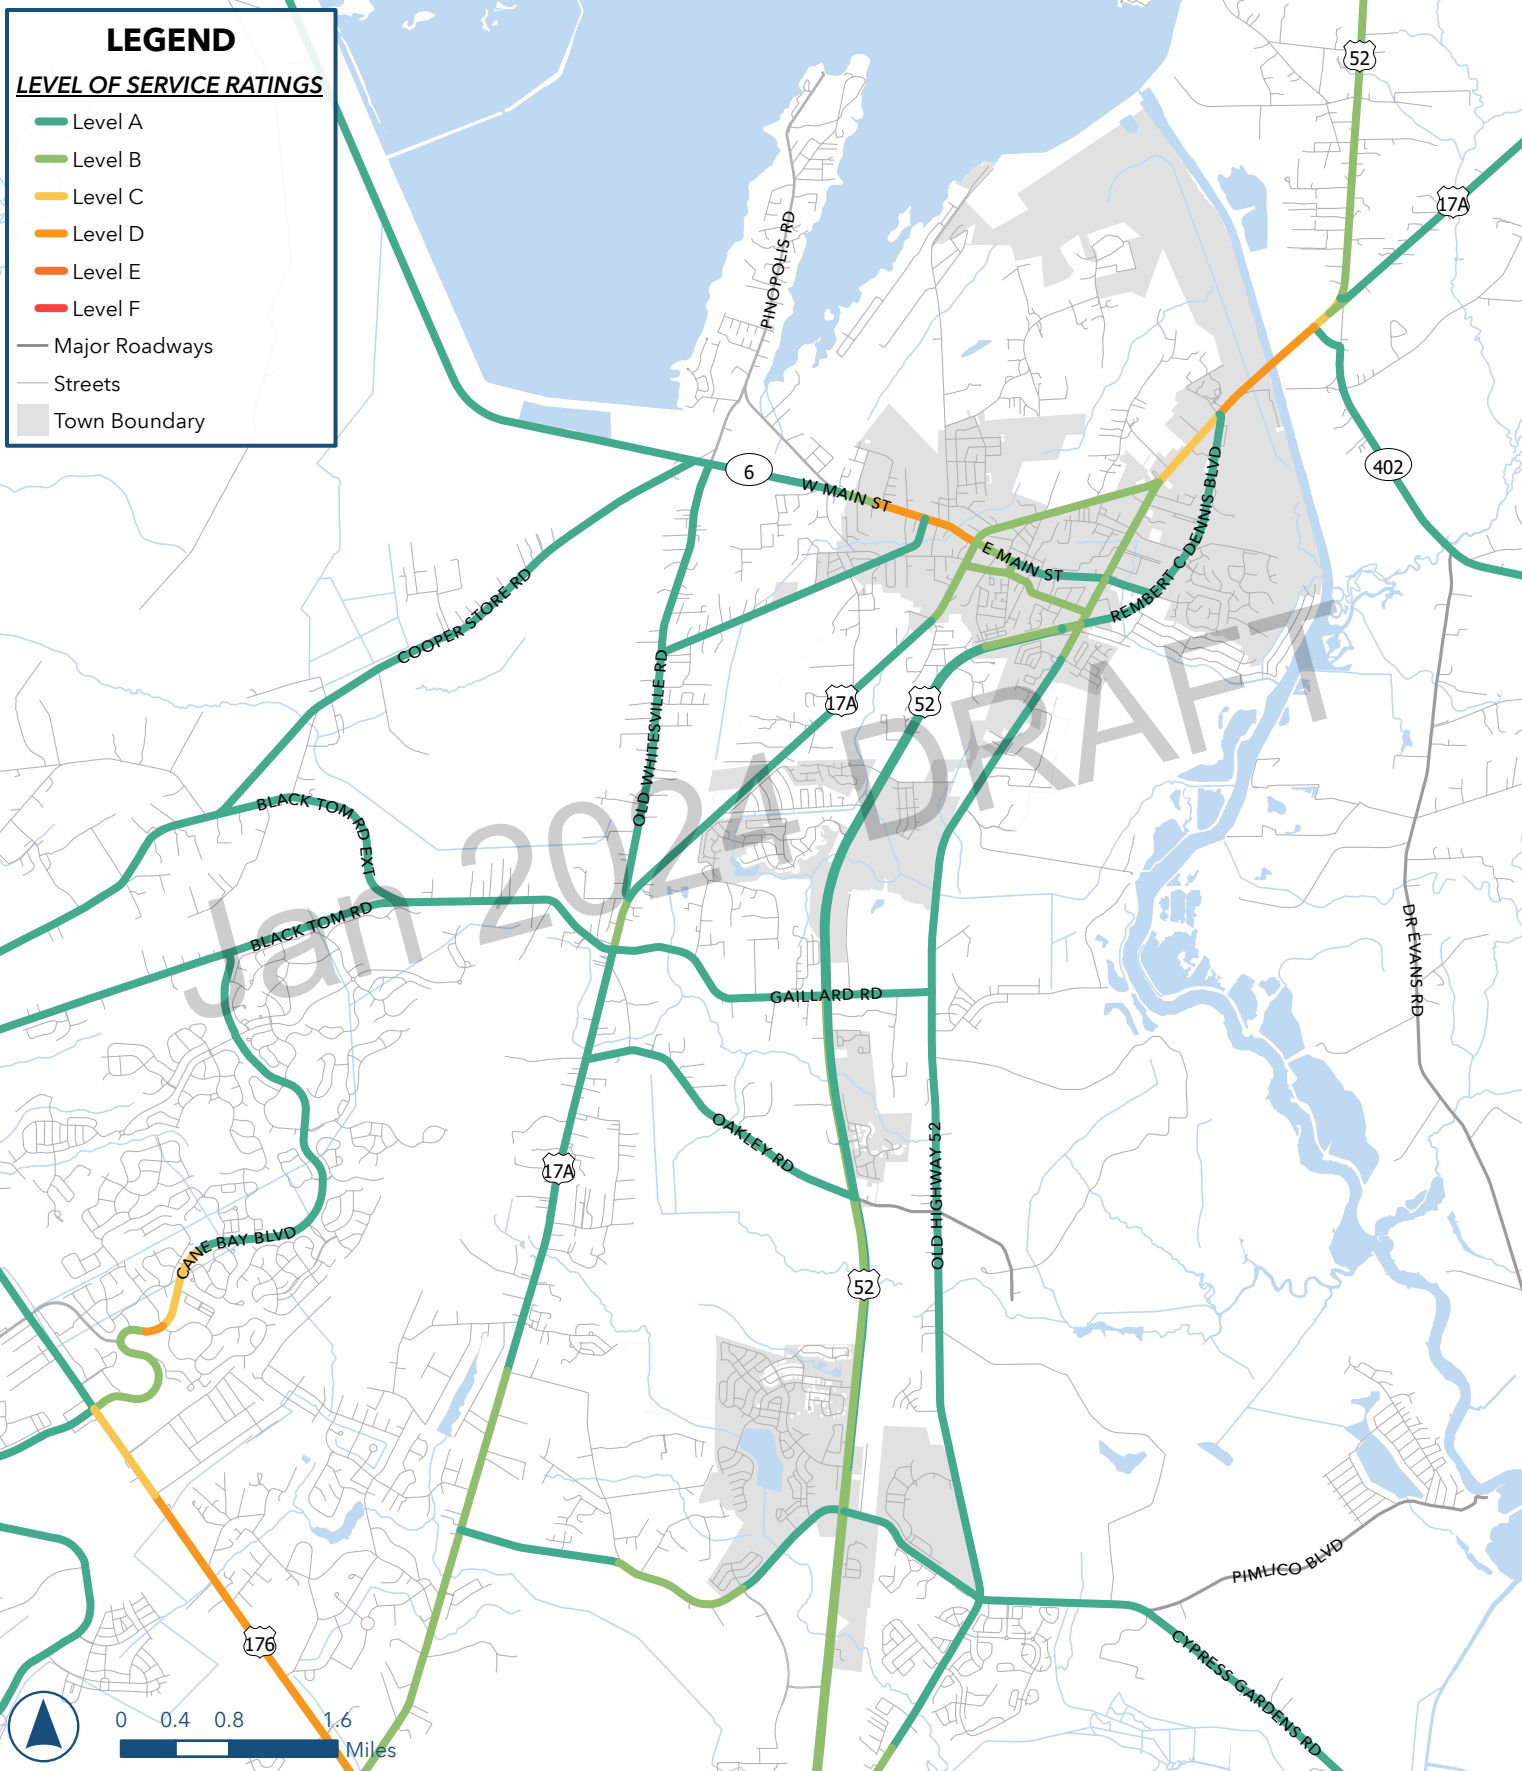 LEGEND
LEVEL OF SERVICE RATINGS
Level A
Level B
Level C
Level D
Level E
Level F
Major Roadways
Streets
Town Boundary
52
17A
PINOPOLIS RD
6
W MAIN ST
402
E MAIN ST
REMBERT C DENNIS BLVD
COOPER STORE RD
OLD WHITESVILLE RD
17A
52
Jan 2024 DRAFT
BLACK TOM RD EXT
BLACK TOM RD
GAILLARD RD
DR EVANS RD
OAKLEY RD
17A
OLD HIGHWAY 52
CANE BAY BLVD
52
PIMLICO BLVD
176
CYPRESS GARDENS RD
0 0.4 0.8 1.6
Miles